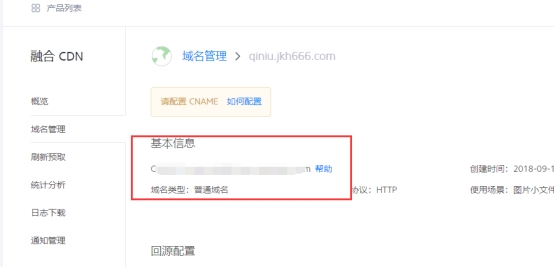 产品列表
融合 CDN
域名管理 > qiniu.jkh666.com
请配置 CNAME 如何配置
概览
域名管理
基本信息
刷新预取
C
m 帮助
创建时间：2018-09-1
统计分析
域名类型：普通域名
协议：HTTP
使用场景：图片小文件
日志下载
通知管理
回源配置